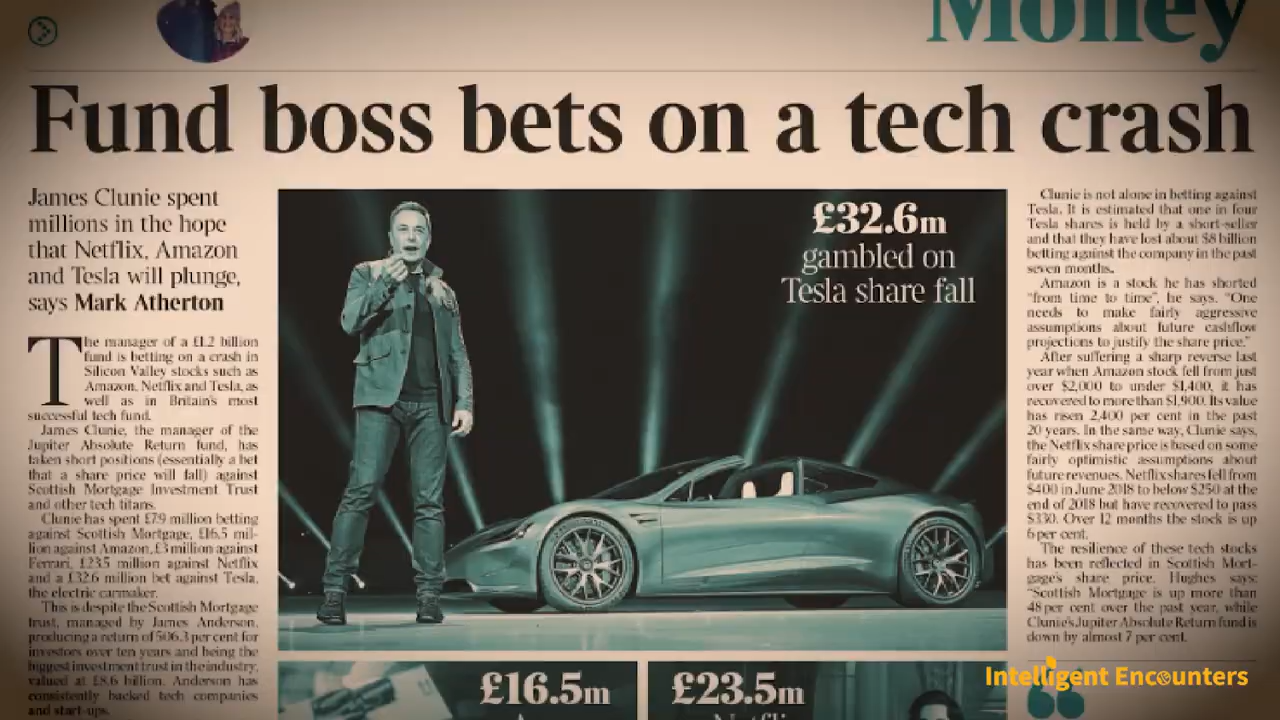 Money
Fund boss bets on a tech crash
James Clunie spent
millions in the hope
that Netflix, Amazon
and Tesla will plunge,
says Mark Atherton
The manager of a £1.2 billion
fund is betting on a crash in
Silicon Valley stocks such as
Amazon, Netflix and Tesla, as
well as in Britain's most
successful tech fund.
James Clunie, the manager of the
Jupiter Absolute Return fund, has
taken short positions (essentially a bet
that a share price will fall) against
Scottish Mortgage Investment Trust
and other tech titans.
Clunie has spent £7.9 million betting
against Scottish Mortgage, £16.5 mil-
lion against Amazon, £3 million against
Ferrari, £23.5 million against Netflix
and a £32.6 million bet against Tesla,
the electric carmaker.
This is despite the Scottish Mortgage
trust, managed by James Anderson,
producing a return of 506.3 per cent for
investors over ten years and being the
biggest investment trust in the industry,
valued at £8.6 billion. Anderson has
consistently backed tech companies
and start-ups.
£32.6m
gambled on
Tesla share fall
£16.5m
£23.5m
Clunie is not alone in betting against
Tesla. It is estimated that one in four
Tesla shares is held by a short-seller
and that they have lost about $8 billion
betting against the company in the past
seven months.
Amazon is a stock he has shorted
"from time to time", he says. "One
needs to make fairly aggressive
assumptions about future cashflow
projections to justify the share price."
After suffering a sharp reverse last
year when Amazon stock fell from just
over $2,000 to under $1,400, it has
recovered to more than $1,900. Its value
has risen 2,400 per cent in the past
20 years. In the same way, Clunie says,
the Netflix share price is based on some
fairly optimistic assumptions about
future revenues. Netflix shares fell from
$400 in June 2018 to below $250 at the
end of 2018 but have recovered to pass
$330. Over 12 months the stock is up
6 per cent.
The resilience of these tech stocks
has been reflected in Scottish Mort-
gage's share price. Hughes says:
"Scottish Mortgage is up more than
48 per cent over the past year, while
Clunie's Jupiter Absolute Return fund is
down by almost 7 per cent.
Intelligent Encounters